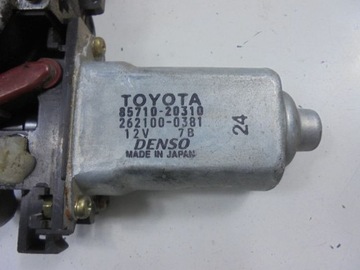 TOYOTA
85710-20310
262100-0381
12V 7B
DENSO
MADE IN JAPAN
24